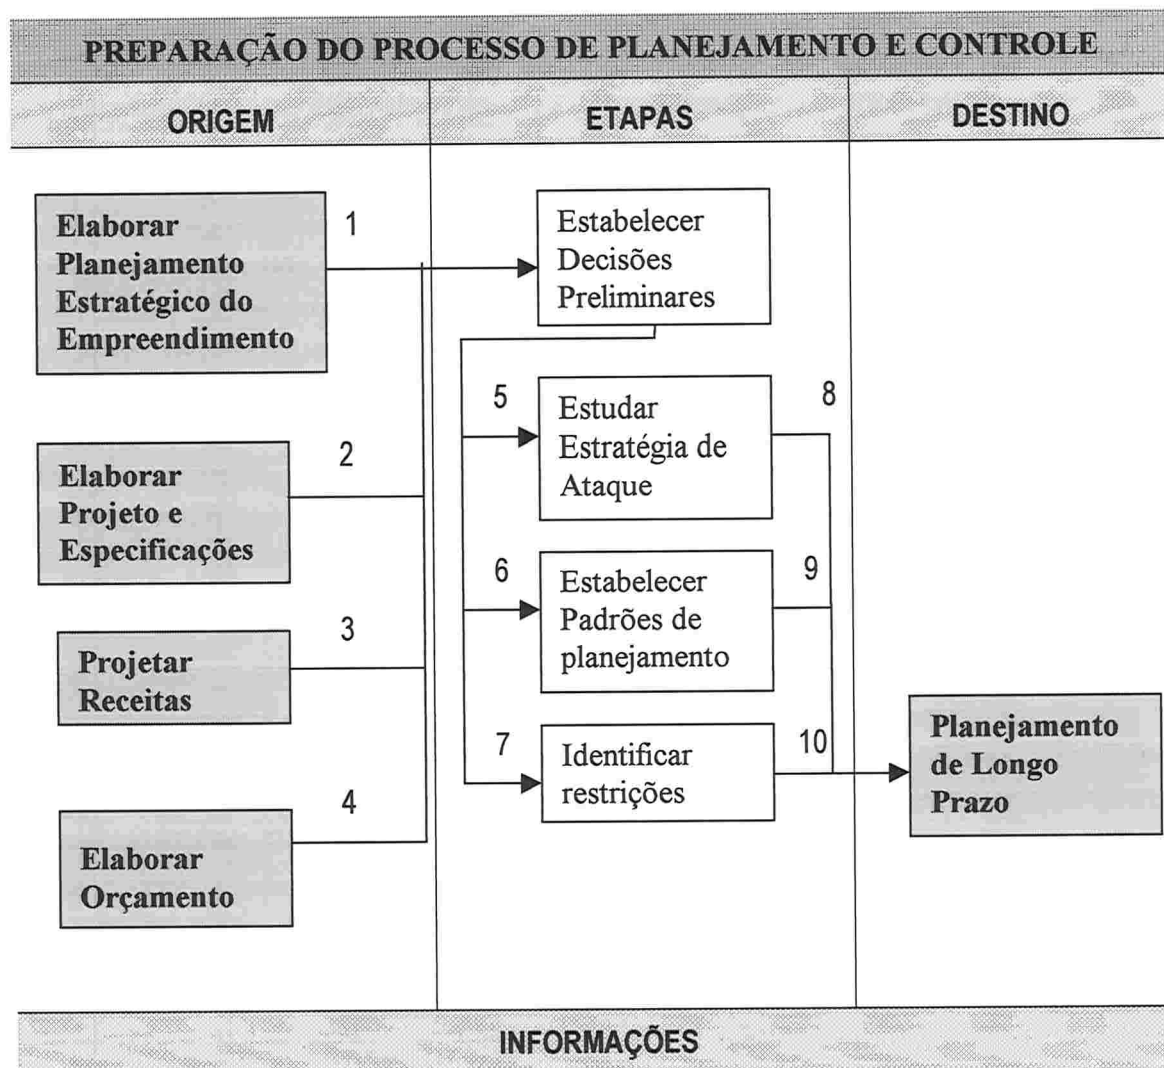 PREPARAÇÃO DO PROCESSO DE PLANEJAMENTO E CONTROLE
ORIGEM
ETAPAS
DESTINO
Elaborar
Planejamento
Estratégico do
Empreendimento
1
Estabelecer
Decisões
Preliminares
Elaborar
Projeto e
Especificações
2
5
Estudar
Estratégia de
Ataque
8
Projetar
Receitas
3
6
Estabelecer
Padrões de
planejamento
9
Elaborar
Orçamento
4
7
Identificar
restrições
10
Planejamento
de Longo
Prazo
INFORMAÇÕES